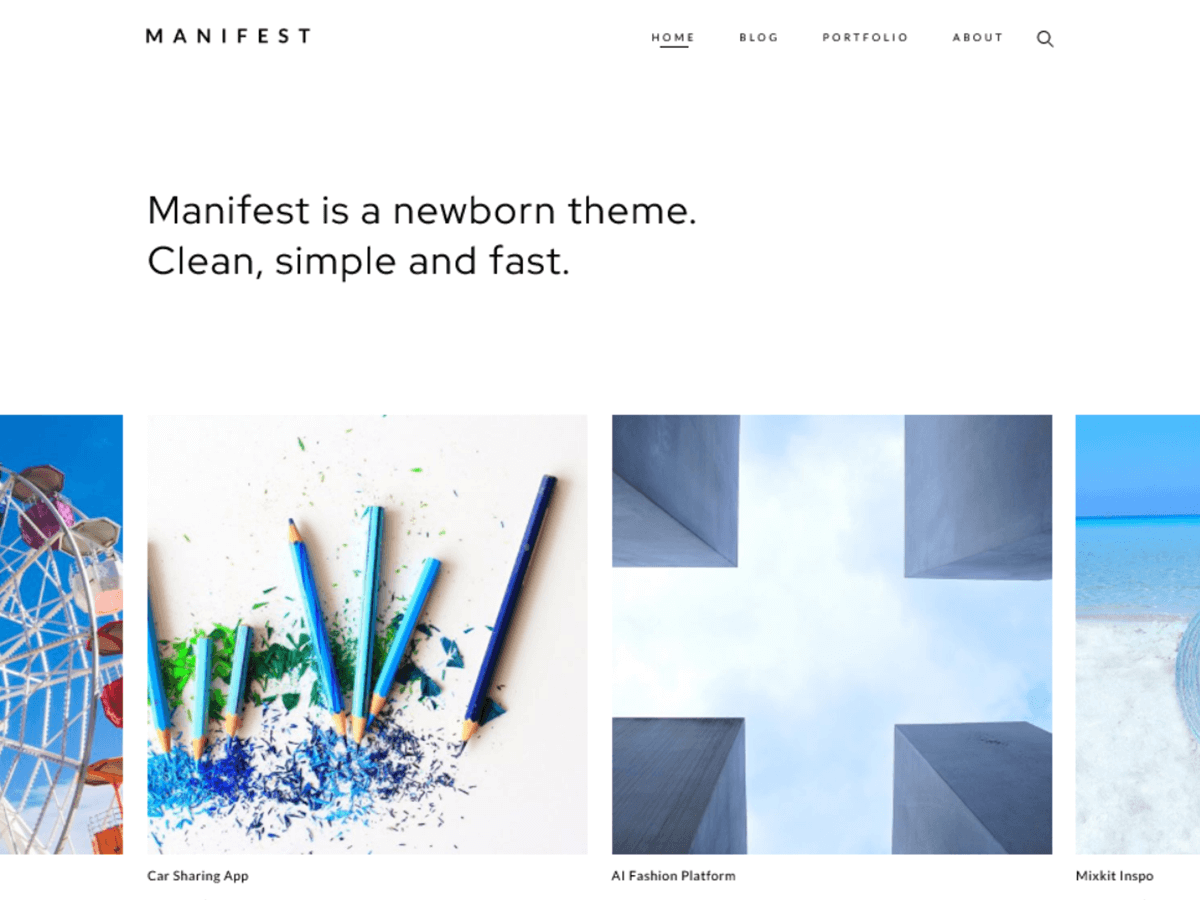 MANIFEST
HOME BLOG PORTFOLIO ABOUT
Manifest is a newborn theme.
Clean, simple and fast.
Car Sharing App
AI Fashion Platform
Mixkit Inspo